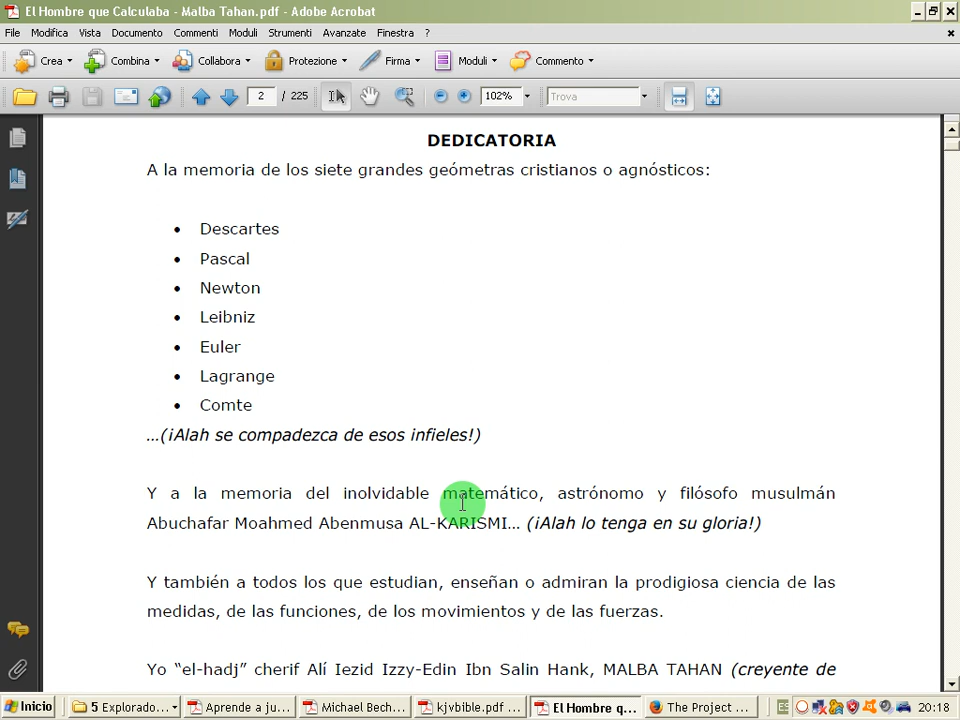 El Hombre que Calculaba - Malba Tahan.pdf - Adobe Acrobat
File Modifica Vista Documento Commenti Moduli Strumenti Avanzate Finestra ?
Crea Combina Collabora Protezione Firma Moduli Commento
2 / 225 102% Trova
DEDICATORIA
A la memoria de los siete grandes geómetras cristianos o agnósticos:
• Descartes
• Pascal
• Newton
• Leibniz
• Euler
• Lagrange
• Comte
…(¡Alah se compadezca de esos infieles!)
Y a la memoria del inolvidable matemático, astrónomo y filósofo musulmán
Abuchafar Moahmed Abenmusa AL-KARISMI… (¡Alah lo tenga en su gloria!)
Y también a todos los que estudian, enseñan o admiran la prodigiosa ciencia de las
medidas, de las funciones, de los movimientos y de las fuerzas.
Yo “el-hadj” cherif Alí Iezid Izzy-Edin Ibn Salin Hank, MALBA TAHAN (creyente de
Inicio 5 Explorado... Aprende a ju... Michael Bech... kjvbible.pdf ... El Hombre q... The Project ... ES 20:18